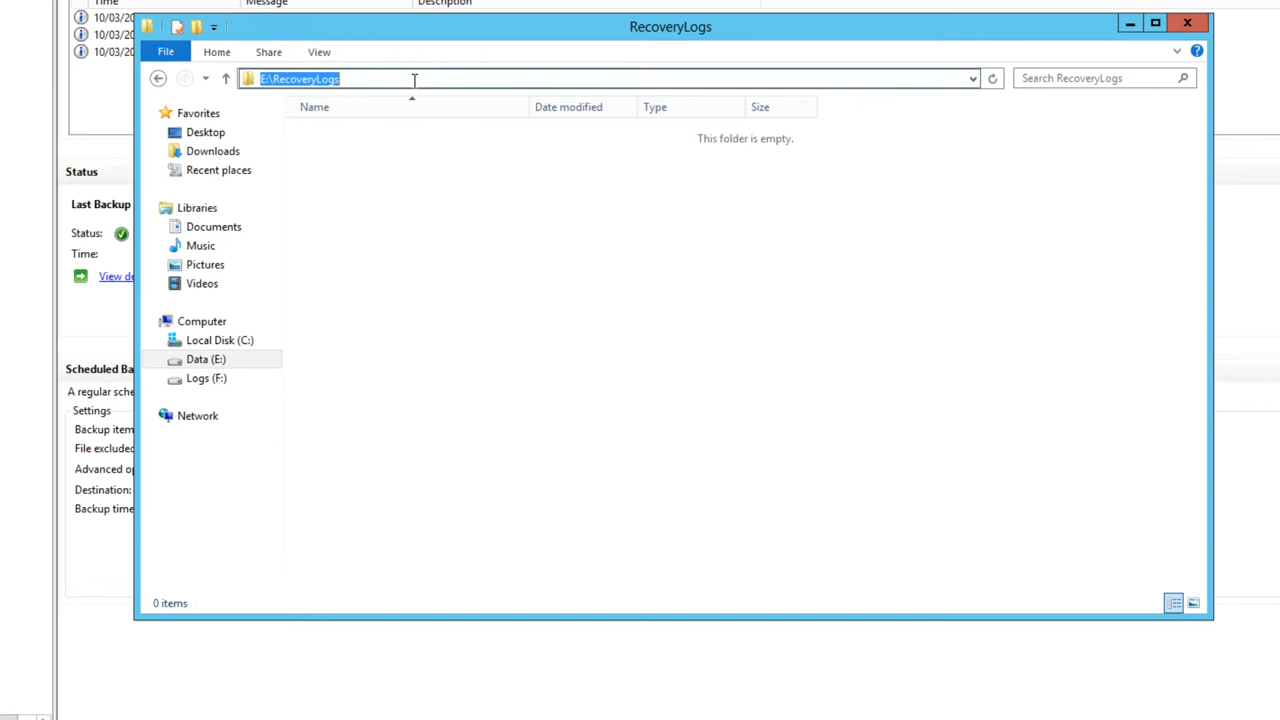 Time Message Description
10/03/20
10/03/20
10/03/20
RecoveryLogs
File Home Share View
E:\RecoveryLogs
Search RecoveryLogs
Name Date modified Type Size
This folder is empty.
Favorites
Desktop
Downloads
Recent places
Libraries
Documents
Music
Pictures
Videos
Computer
Local Disk (C:)
Data (E:)
Logs (F:)
Network
0 items
Status
Last Backup
Status:
Time:
View de
Scheduled Ba
A regular sche
Settings
Backup item
File excluded
Advanced op
Destination:
Backup time